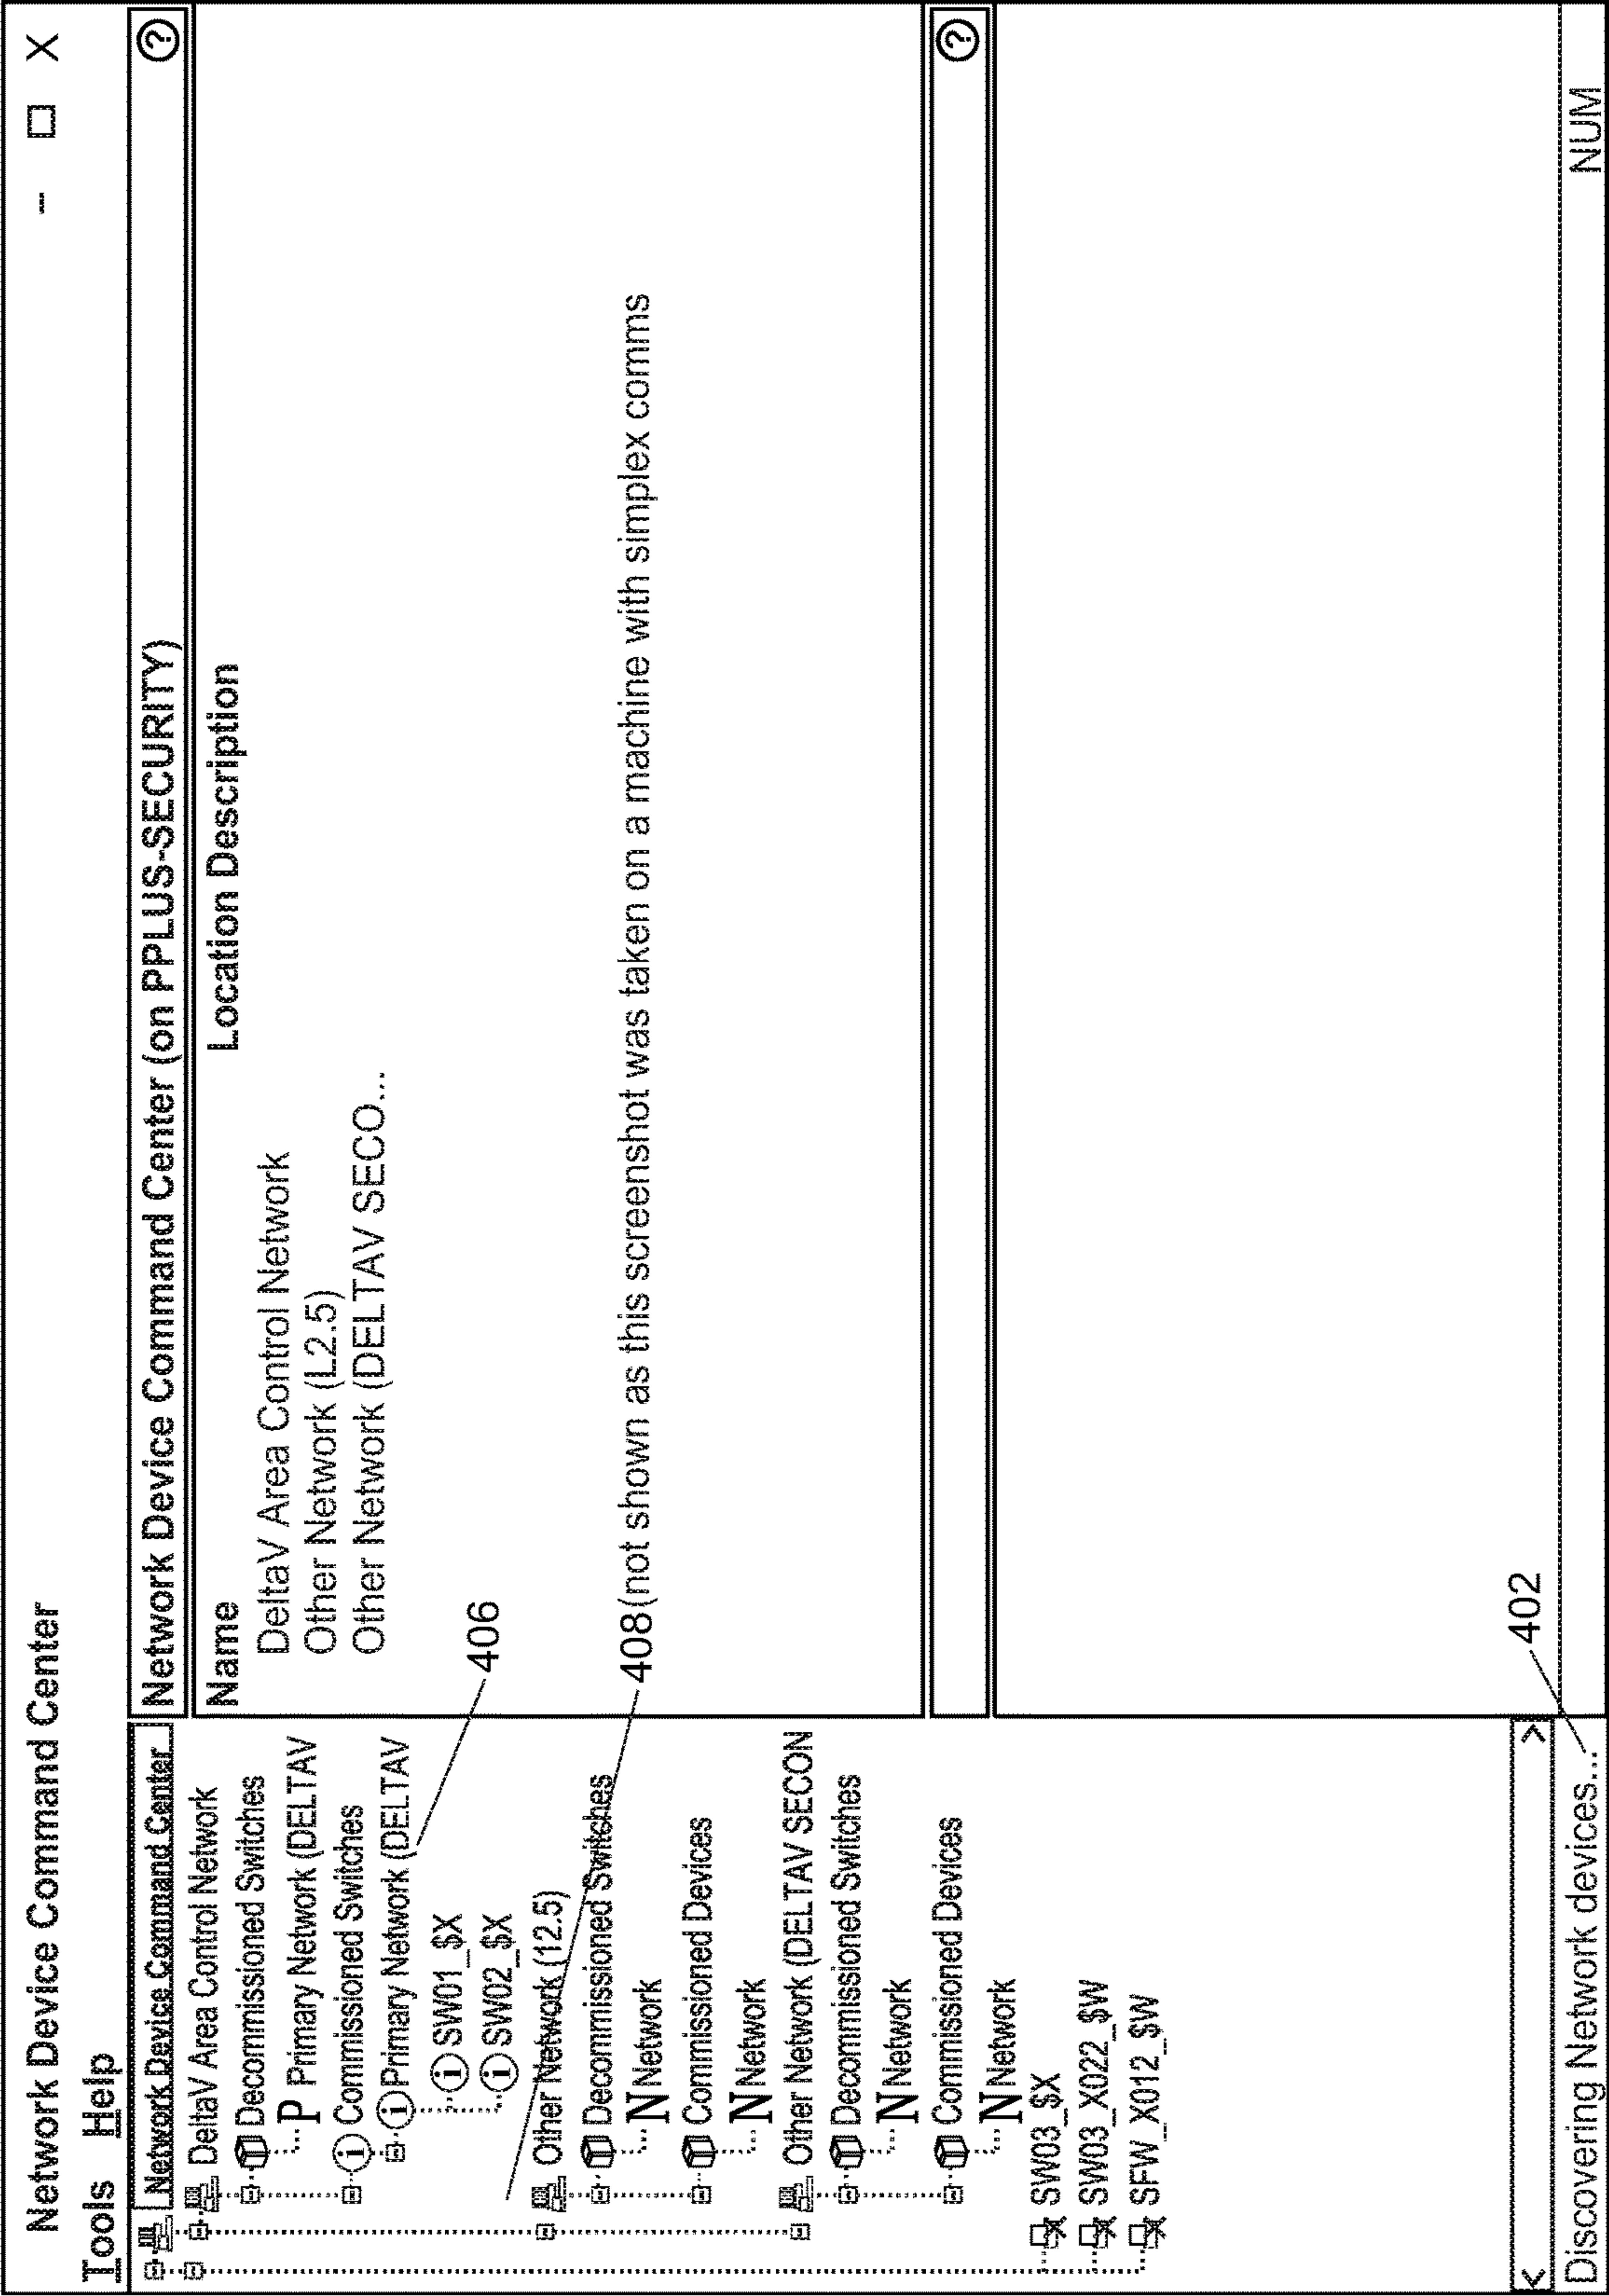 Network Device Command Center - □ X
Tools Help
Network Device Command Center
DeltaV Area Control Network
Decommissioned Switches
P Primary Network (DELTAV
Commissioned Switches
Primary Network (DELTAV
SW01_$X
SW02_$X
Other Network (12.5)
Decommissioned Switches
N Network
Commissioned Devices
N Network
Other Network (DELTAV SECON
Decommissioned Switches
N Network
Commissioned Devices
N Network
SW03_$X
SW03_X022_$W
SFW_X012_$W
Network Device Command Center (on PPLUS-SECURITY) ?
Name Location Description
DeltaV Area Control Network
Other Network (L2.5)
Other Network (DELTAV SECO...
406
408 (not shown as this screenshot was taken on a machine with simplex comms
?
402
Discovering Network devices... NUM